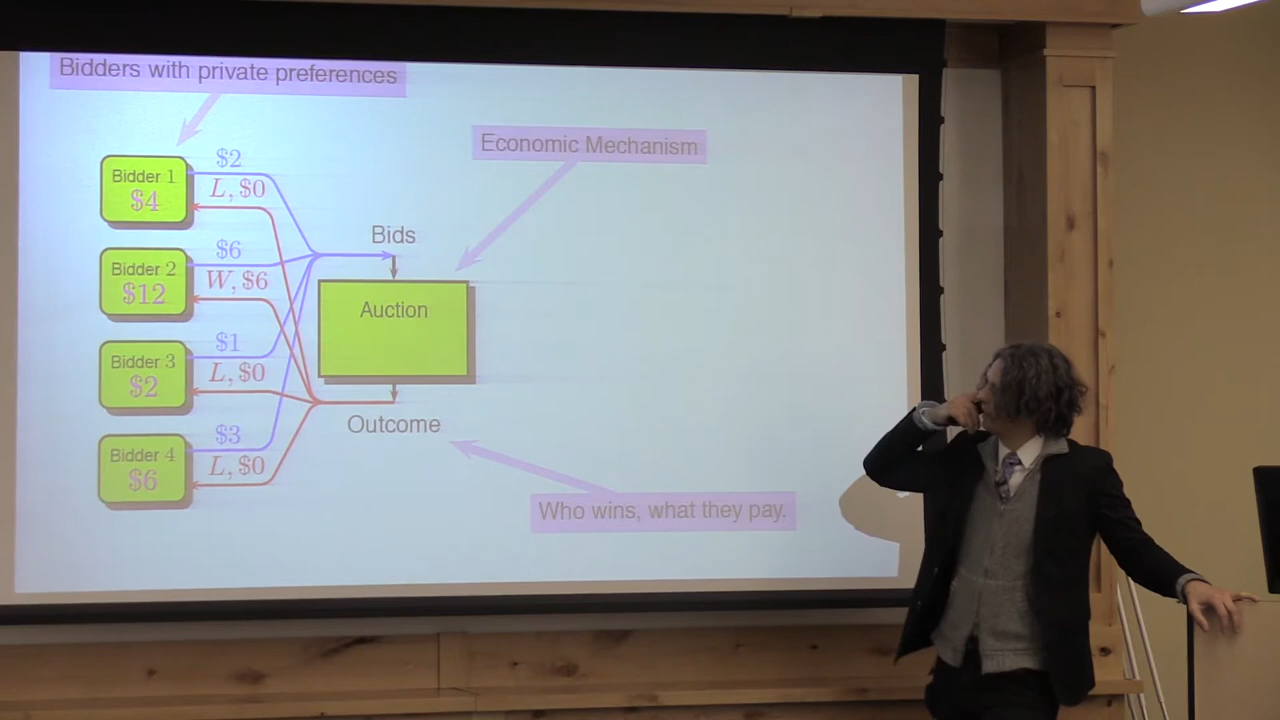 Bidders with private preferences
Economic Mechanism
Bidder 1
$4
$2
L, $0
Bids
Bidder 2
$12
$6
W, $6
Auction
Bidder 3
$2
$1
L, $0
Outcome
Bidder 4
$6
$3
L, $0
Who wins, what they pay.